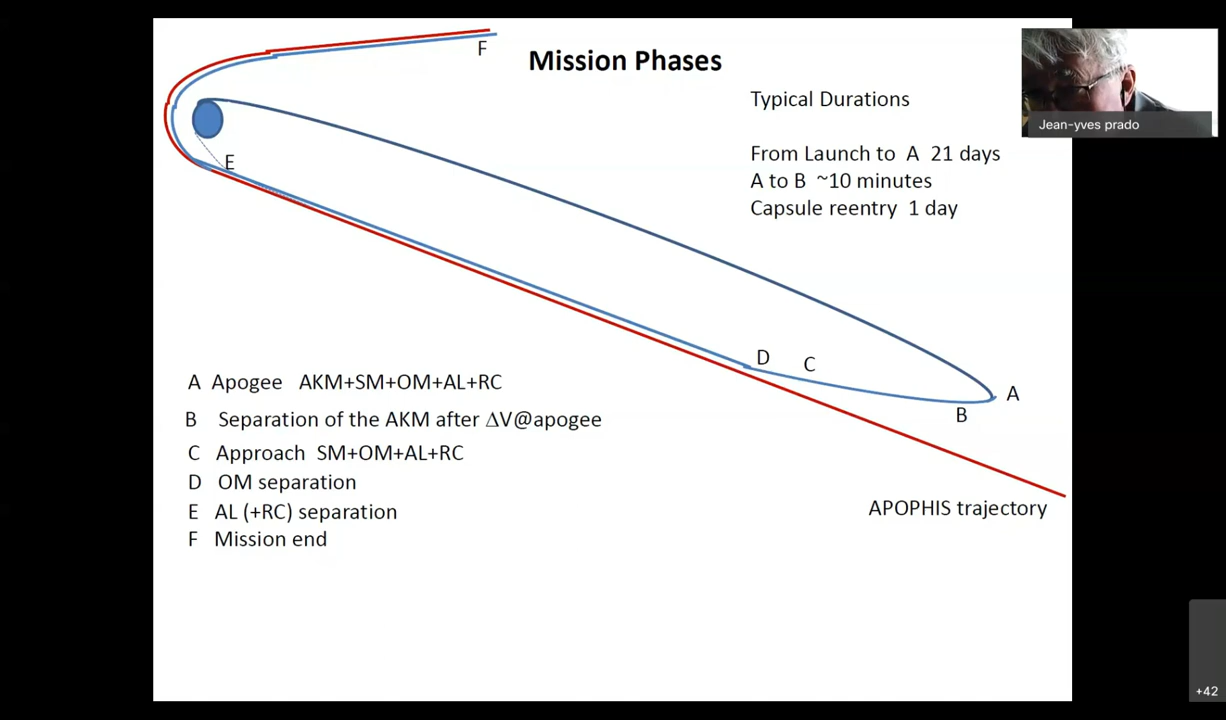 F
Mission Phases
Typical Durations
Jean-yves prado
From Launch to A 21 days
A to B ~10 minutes
Capsule reentry 1 day
E
D
C
A
B
A Apogee AKM+SM+OM+AL+RC
B Separation of the AKM after ΔV@apogee
C Approach SM+OM+AL+RC
D OM separation
E AL (+RC) separation
F Mission end
APOPHIS trajectory
+42